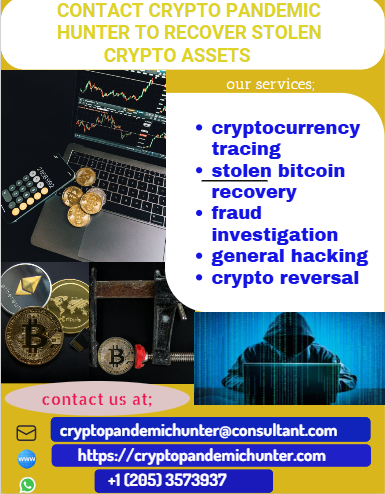 CONTACT CRYPTO PANDEMIC
HUNTER TO RECOVER STOLEN
CRYPTO ASSETS
our services;
• cryptocurrency
tracing
• stolen bitcoin
recovery
• fraud
investigation
• general hacking
• crypto reversal
contact us at;
cryptopandemichunter@consultant.com
www
https://cryptopandemichunter.com
+1 (205) 3573937